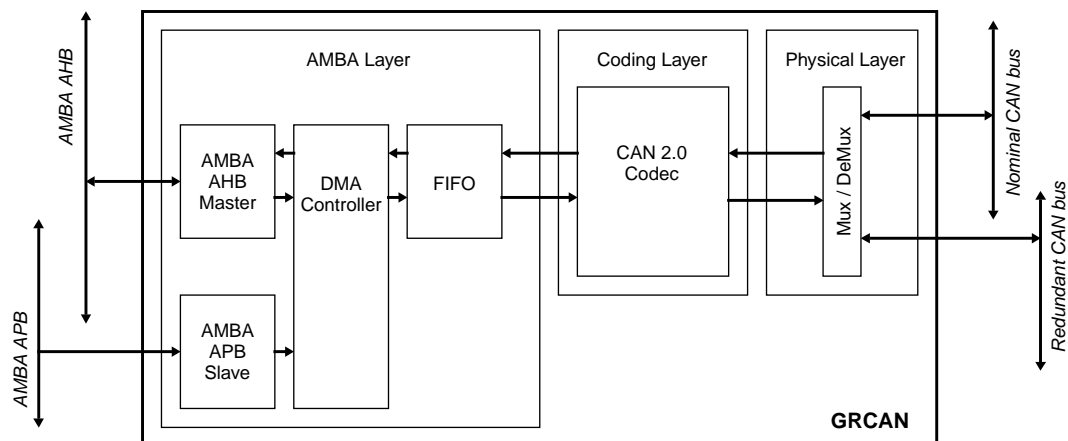 AMBA AHB
AMBA APB
AMBA Layer
AMBA
AHB
Master
DMA
Controller
FIFO
AMBA
APB
Slave
Coding Layer
CAN 2.0
Codec
Physical Layer
Mux / DeMux
Nominal CAN bus
Redundant CAN bus
GRCAN